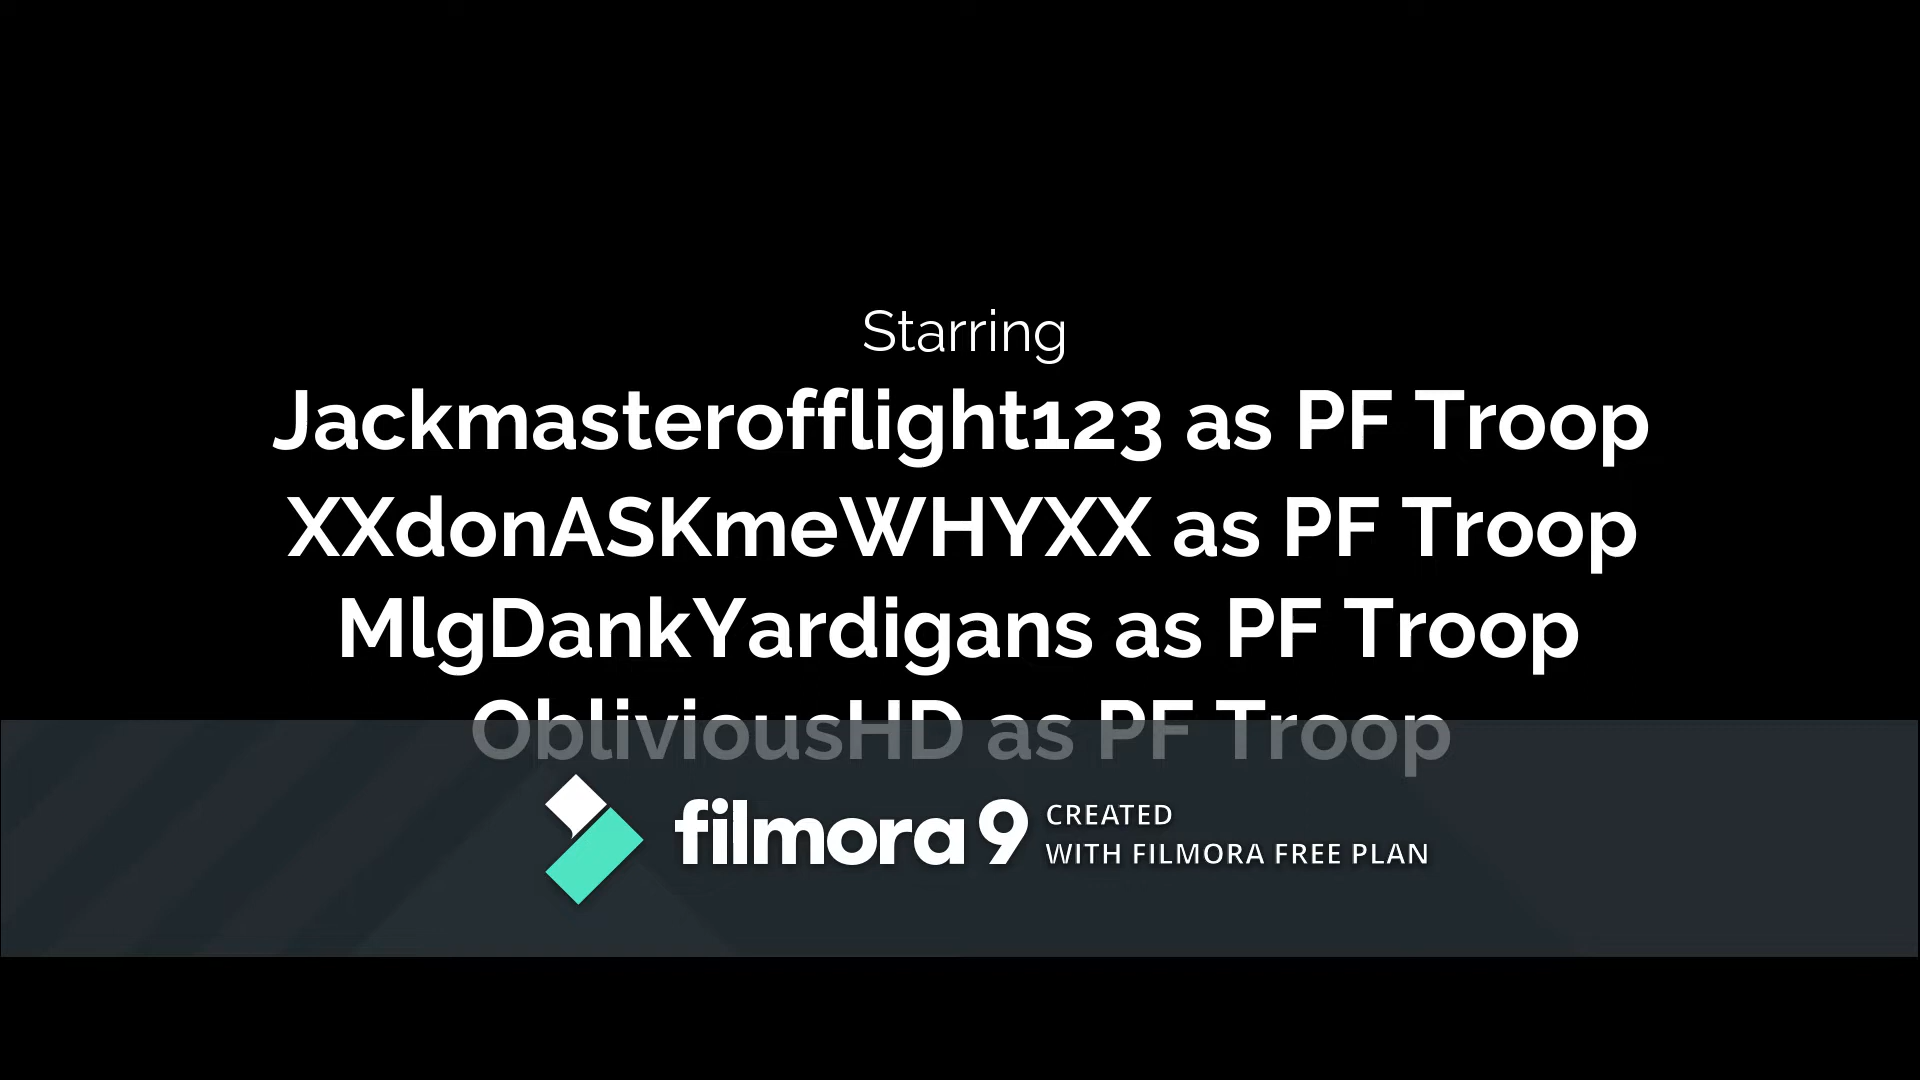 Starring
Jackmasterofflight123 as PF Troop
XXdonASKmeWHYXX as PF Troop
MlgDankYardigans as PF Troop
ObliviousHD as PF Troop
filmora 9 CREATED
WITH FILMORA FREE PLAN